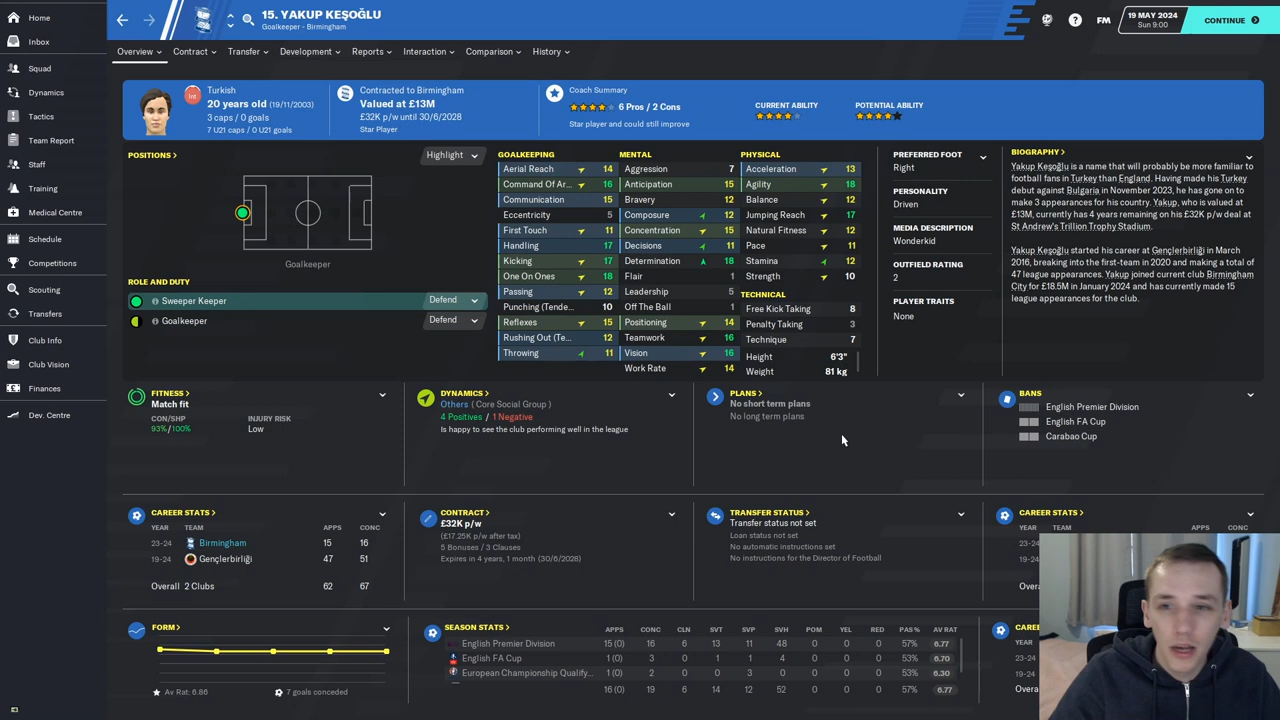 15. YAKUP KEŞOĞLU
Goalkeeper - Birmingham
FM
19 MAY 2024
Sun 9:00
CONTINUE
Home
Inbox
Squad
Dynamics
Tactics
Team Report
Staff
Training
Medical Centre
Schedule
Competitions
Scouting
Transfers
Club Info
Club Vision
Finances
Dev. Centre
Overview
Contract
Transfer
Development
Reports
Interaction
Comparison
History
Int
Turkish
20 years old (19/11/2003)
3 caps / 0 goals
7 U21 caps / 0 U21 goals
Contracted to Birmingham
Valued at £13M
£32K p/w until 30/6/2028
Star Player
Coach Summary
6 Pros / 2 Cons
Star player and could still improve
CURRENT ABILITY
POTENTIAL ABILITY
POSITIONS >
Highlight
Goalkeeper
ROLE AND DUTY
Sweeper Keeper Defend
Goalkeeper Defend
GOALKEEPING
Aerial Reach 14
Command Of Ar... 16
Communication 15
Eccentricity 5
First Touch 11
Handling 17
Kicking 17
One On Ones 18
Passing 12
Punching (Tende... 10
Reflexes 15
Rushing Out (Te... 12
Throwing 11
MENTAL
Aggression 7
Anticipation 15
Bravery 12
Composure 12
Concentration 15
Decisions 11
Determination 18
Flair 1
Leadership 5
Off The Ball 1
Positioning 14
Teamwork 16
Vision 16
Work Rate 14
PHYSICAL
Acceleration 13
Agility 18
Balance 12
Jumping Reach 17
Natural Fitness 12
Pace 11
Stamina 12
Strength 10
TECHNICAL
Free Kick Taking 8
Penalty Taking 3
Technique 7
Height 6'3"
Weight 81 kg
PREFERRED FOOT
Right
PERSONALITY
Driven
MEDIA DESCRIPTION
Wonderkid
OUTFIELD RATING
2
PLAYER TRAITS
None
BIOGRAPHY >
Yakup Keşoğlu is a name that will probably be more familiar to
football fans in Turkey than England. Having made his Turkey
debut against Bulgaria in November 2023, he has gone on to
make 3 appearances for his country. Yakup, who is valued at
£13M, currently has 4 years remaining on his £32K p/w deal at
St Andrew's Trillion Trophy Stadium.
Yakup Keşoğlu started his career at Gençlerbirliği in March
2016, breaking into the first-team in 2020 and making a total of
47 league appearances. Yakup joined current club Birmingham
City for £18.5M in January 2024 and has currently made 15
league appearances for the club.
FITNESS >
Match fit
CON/SHP
93%/100%
INJURY RISK
Low
DYNAMICS >
Others ( Core Social Group )
4 Positives / 1 Negative
Is happy to see the club performing well in the league
PLANS >
No short term plans
No long term plans
BANS
English Premier Division
English FA Cup
Carabao Cup
CAREER STATS >
YEAR TEAM APPS CONC
23-24 Birmingham 15 16
19-24 Gençlerbirliği 47 51
Overall 2 Clubs 62 67
CONTRACT >
£32K p/w
(£17.25K p/w after tax)
5 Bonuses / 3 Clauses
Expires in 4 years, 1 month (30/6/2028)
TRANSFER STATUS >
Transfer status not set
Loan status not set
No automatic instructions set
No instructions for the Director of Football
CAREER STATS >
YEAR TEAM APPS CONC
FORM >
Av Rat: 6.86
7 goals conceded
SEASON STATS > APPS CONC CLN SVT SVP SVH POM YEL RED PAS % AV RAT
English Premier Division 15 (0) 16 6 13 11 48 0 0 0 57% 6.77
English FA Cup 1 (0) 3 0 1 1 4 0 0 0 53% 6.70
European Championship Qualify... 1 (0) 2 0 0 3 0 0 0 0 53% 6.30
16 (0) 19 6 14 12 52 0 0 0 57% 6.77